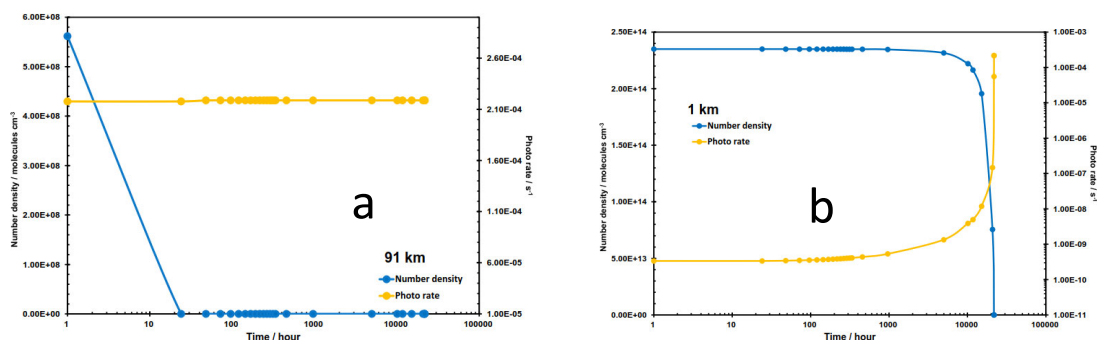 6.00E+08
5.00E+08
4.00E+08
3.00E+08
2.00E+08
1.00E+08
0.00E+00
Number density / molecules cm-3
2.60E-04
2.10E-04
1.60E-04
1.10E-04
6.00E-05
1.00E-05
Photo rate / s-1
a
91 km
Number density
Photo rate
1 10 100 1000 10000 100000
Time / hour
2.50E+14
2.00E+14
1.50E+14
1.00E+14
5.00E+13
0.00E+00
Number density / molecules cm-3
1.00E-03
1.00E-04
1.00E-05
1.00E-06
1.00E-07
1.00E-08
1.00E-09
1.00E-10
1.00E-11
Photo rate / s-1
1 km
Number density
Photo rate
b
1 10 100 1000 10000 100000
Time / hour